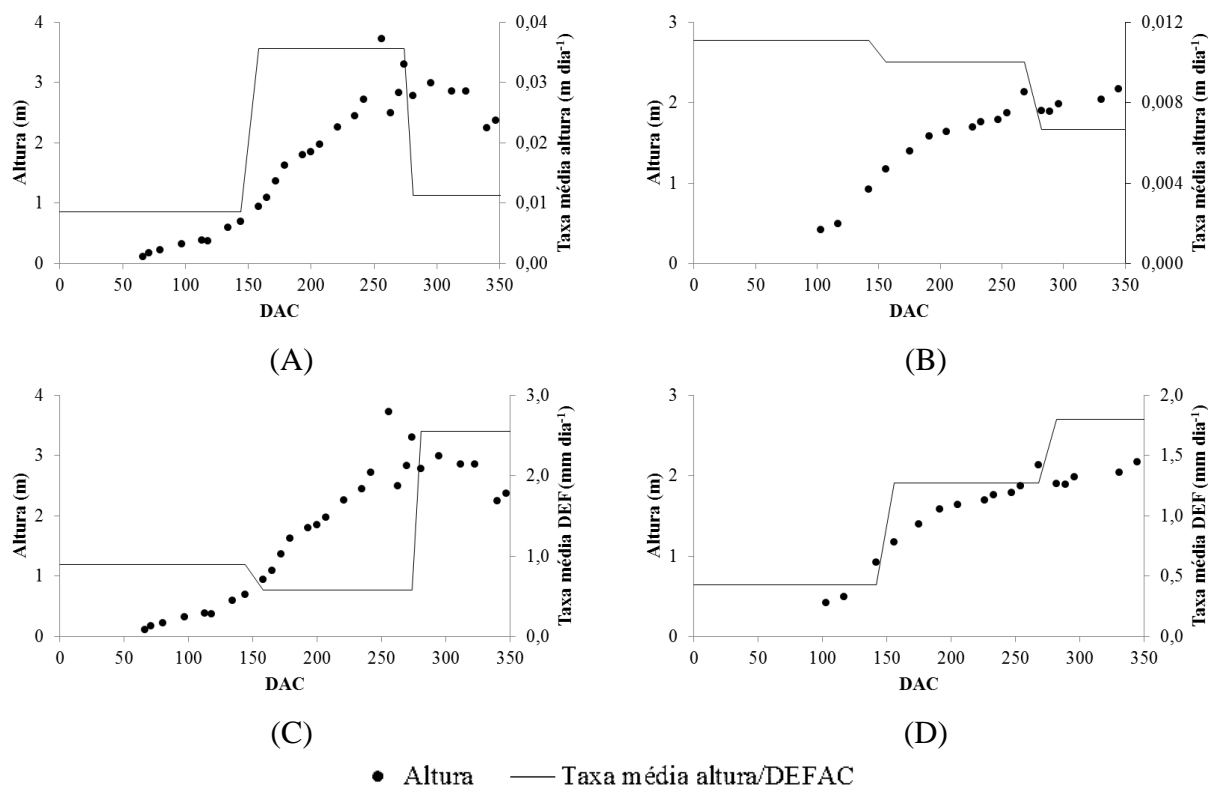 4
3
2
1
0
Altura (m)
0,04
0,03
0,02
0,01
0,00
Taxa média altura (m dia⁻¹)
0 50 100 150 200 250 300 350
DAC
(A)
3
2
1
0
Altura (m)
0,012
0,008
0,004
0,000
Taxa média altura (m dia⁻¹)
0 50 100 150 200 250 300 350
DAC
(B)
4
3
2
1
0
Altura (m)
3,0
2,0
1,0
0,0
Taxa média DEF (mm dia⁻¹)
0 50 100 150 200 250 300 350
DAC
(C)
3
2
1
0
Altura (m)
2,0
1,5
1,0
0,5
0,0
Taxa média DEF (mm dia⁻¹)
0 50 100 150 200 250 300 350
DAC
(D)
Altura Taxa média altura/DEFAC